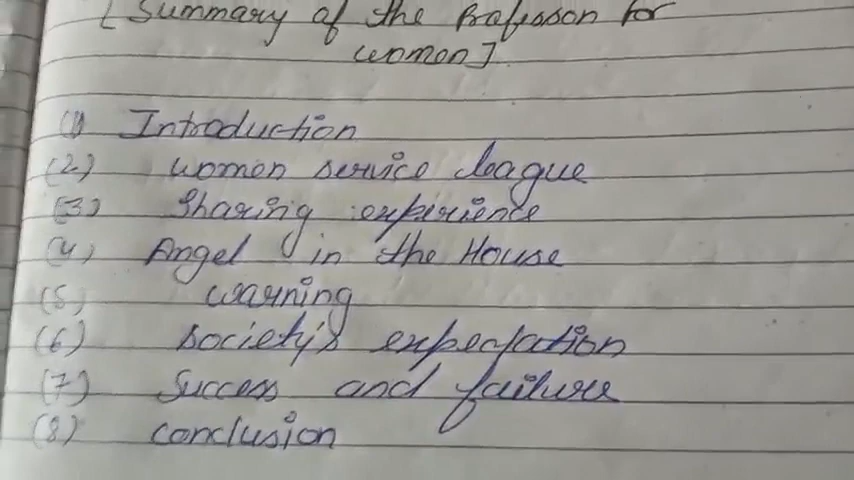 [Summary of the Profession for
women]
(1) Introduction
(2) women service league
(3) Sharing experience
(4) Angel in the House
(5) warning
(6) society's expectation
(7) Success and failure
(8) conclusion